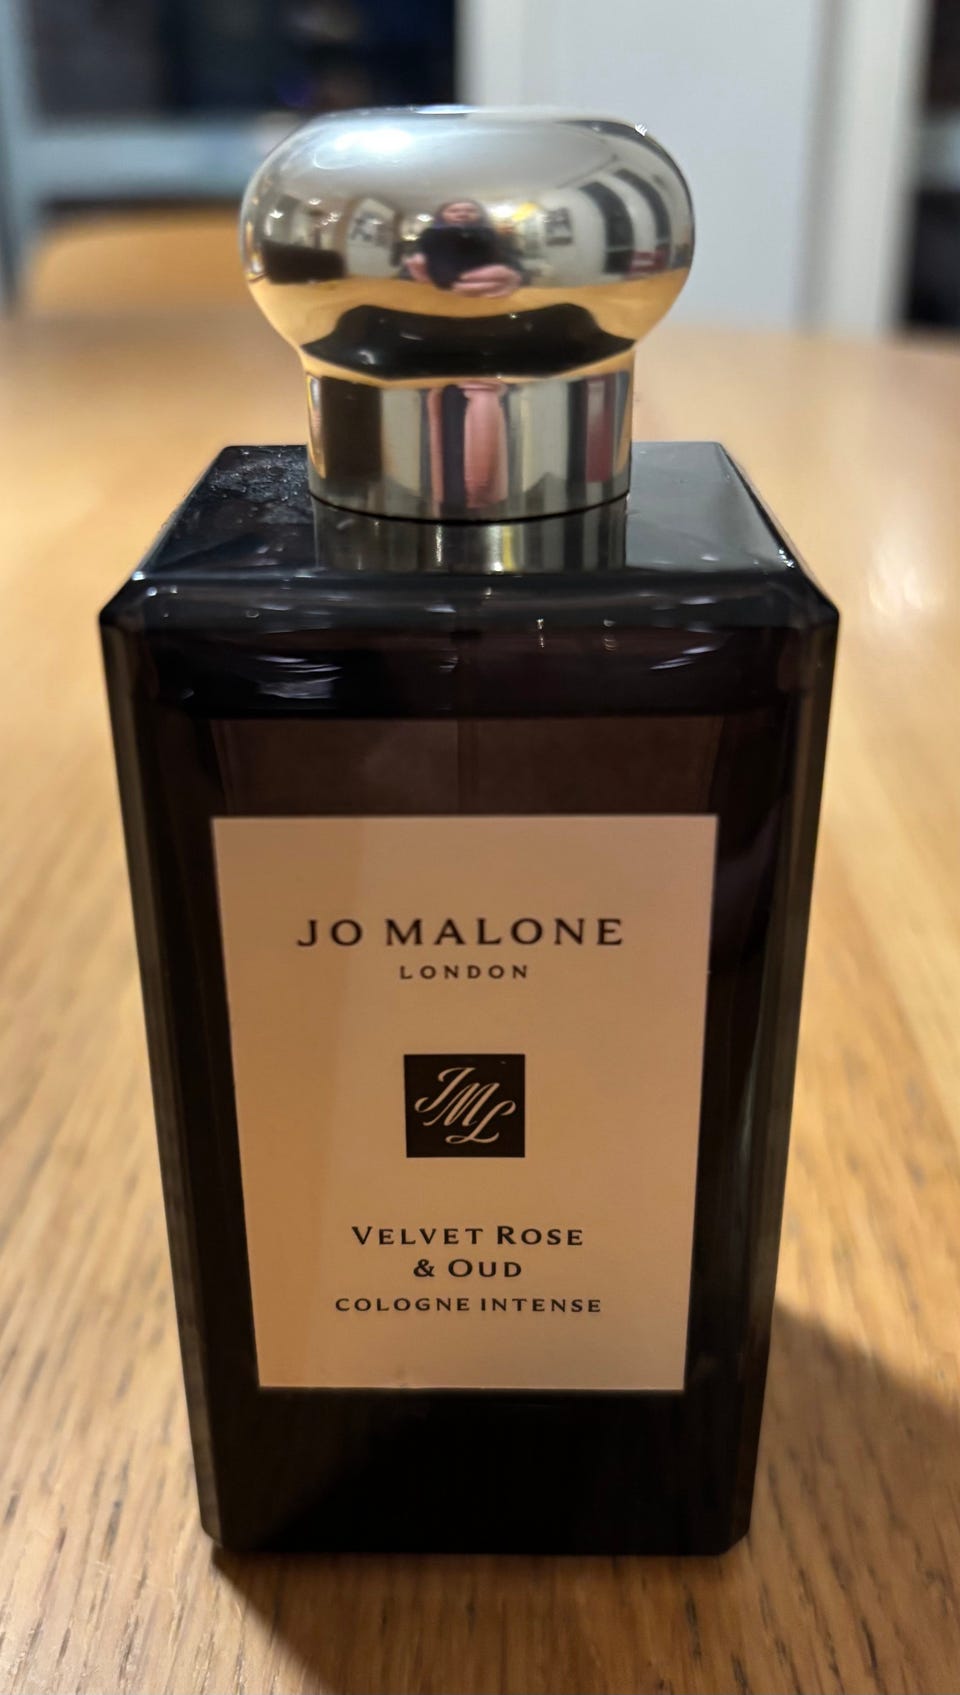 JO MALONE
LONDON
JML
VELVET ROSE
& OUD
COLOGNE INTENSE